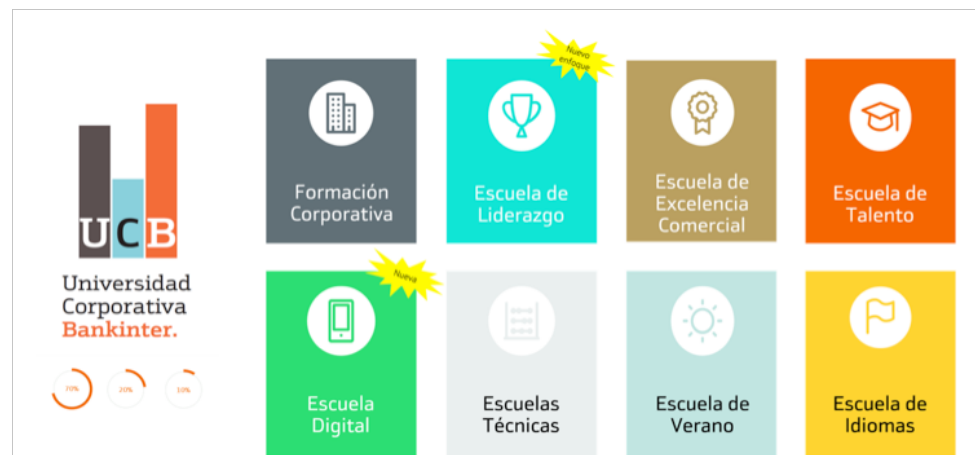 UCB
Universidad
Corporativa
Bankinter.
70%
20%
10%
Formación
Corporativa
Nuevo
enfoque
Escuela de
Liderazgo
Escuela de
Excelencia
Comercial
Escuela de
Talento
Nueva
Escuela
Digital
Escuelas
Técnicas
Escuela de
Verano
Escuela de
Idiomas